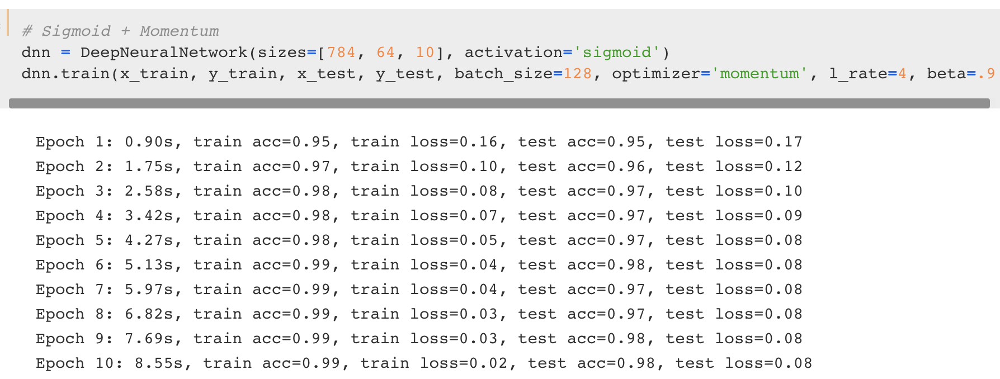 # Sigmoid + Momentum
dnn = DeepNeuralNetwork(sizes=[784, 64, 10], activation='sigmoid')
dnn.train(x_train, y_train, x_test, y_test, batch_size=128, optimizer='momentum', l_rate=4, beta=.9
Epoch 1: 0.90s, train acc=0.95, train loss=0.16, test acc=0.95, test loss=0.17
Epoch 2: 1.75s, train acc=0.97, train loss=0.10, test acc=0.96, test loss=0.12
Epoch 3: 2.58s, train acc=0.98, train loss=0.08, test acc=0.97, test loss=0.10
Epoch 4: 3.42s, train acc=0.98, train loss=0.07, test acc=0.97, test loss=0.09
Epoch 5: 4.27s, train acc=0.98, train loss=0.05, test acc=0.97, test loss=0.08
Epoch 6: 5.13s, train acc=0.99, train loss=0.04, test acc=0.98, test loss=0.08
Epoch 7: 5.97s, train acc=0.99, train loss=0.04, test acc=0.97, test loss=0.08
Epoch 8: 6.82s, train acc=0.99, train loss=0.03, test acc=0.97, test loss=0.08
Epoch 9: 7.69s, train acc=0.99, train loss=0.03, test acc=0.98, test loss=0.08
Epoch 10: 8.55s, train acc=0.99, train loss=0.02, test acc=0.98, test loss=0.08